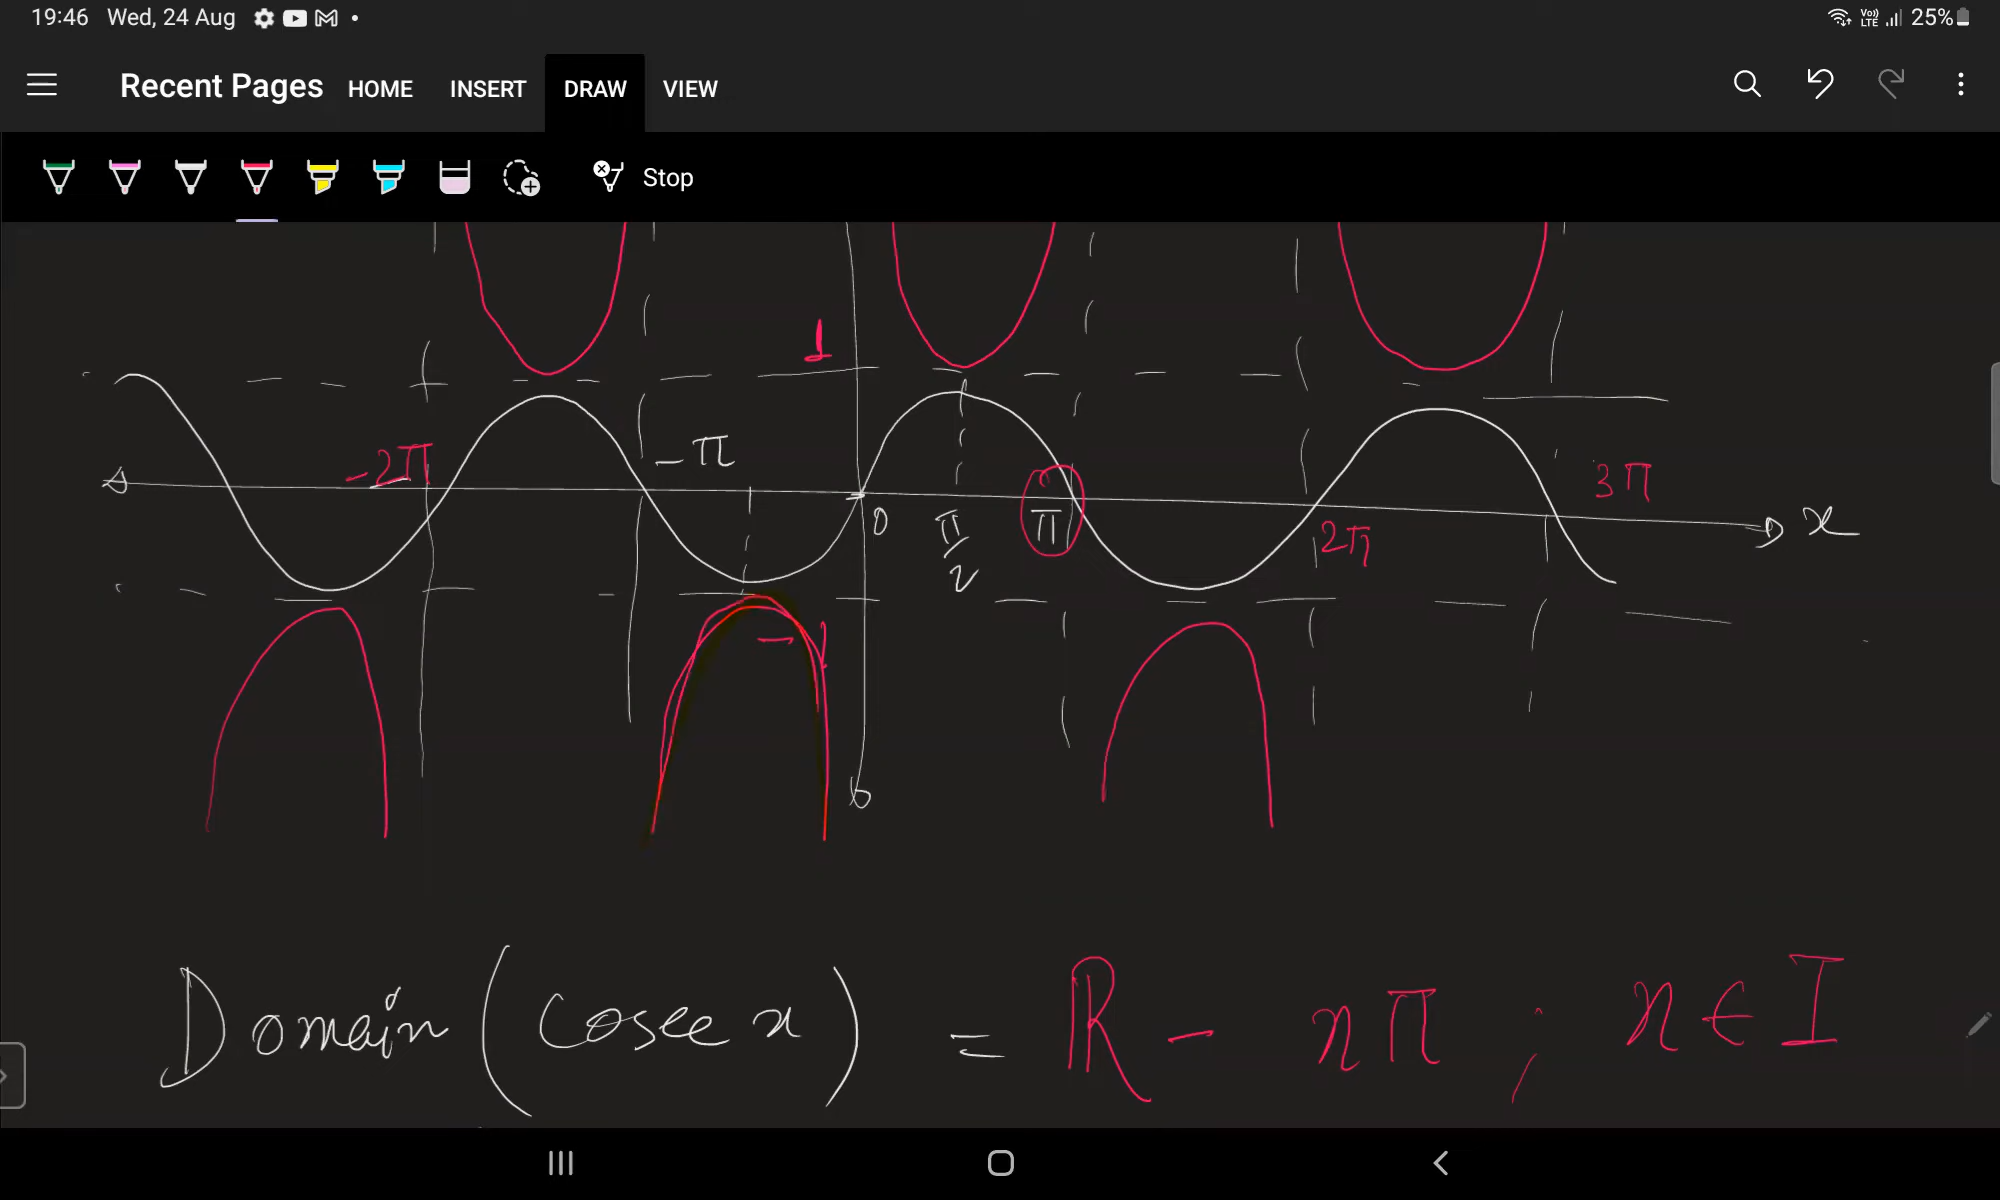 19:46 Wed, 24 Aug 25%
Recent Pages HOME INSERT DRAW VIEW
Stop
1
-2π -π 3π
0 π/2 π 2π x
-1
Domain (cosec x) = R - nπ ; n ∈ I